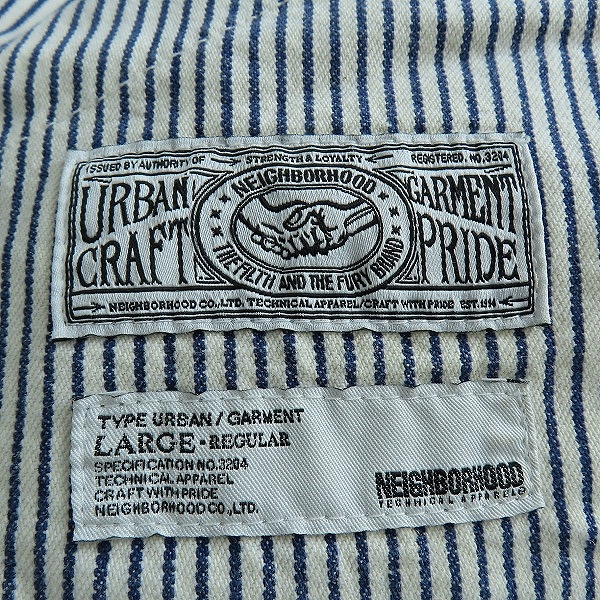 ISSUED BY AUTHORITY OF
STRENGTH & LOYALTY
REGISTERED. NO. 3204
URBAN CRAFT
NEIGHBORHOOD
THE FILTH AND THE FURY BRAND
GARMENT PRIDE
NEIGHBORHOOD CO., LTD. TECHNICAL APPAREL/CRAFT WITH PRIDE EST. 1994
TYPE URBAN / GARMENT
LARGE - REGULAR
SPECIFICATION NO. 3204
TECHNICAL APPAREL
CRAFT WITH PRIDE
NEIGHBORHOOD CO., LTD.
NEIGHBORHOOD
TECHNICAL APPAREL